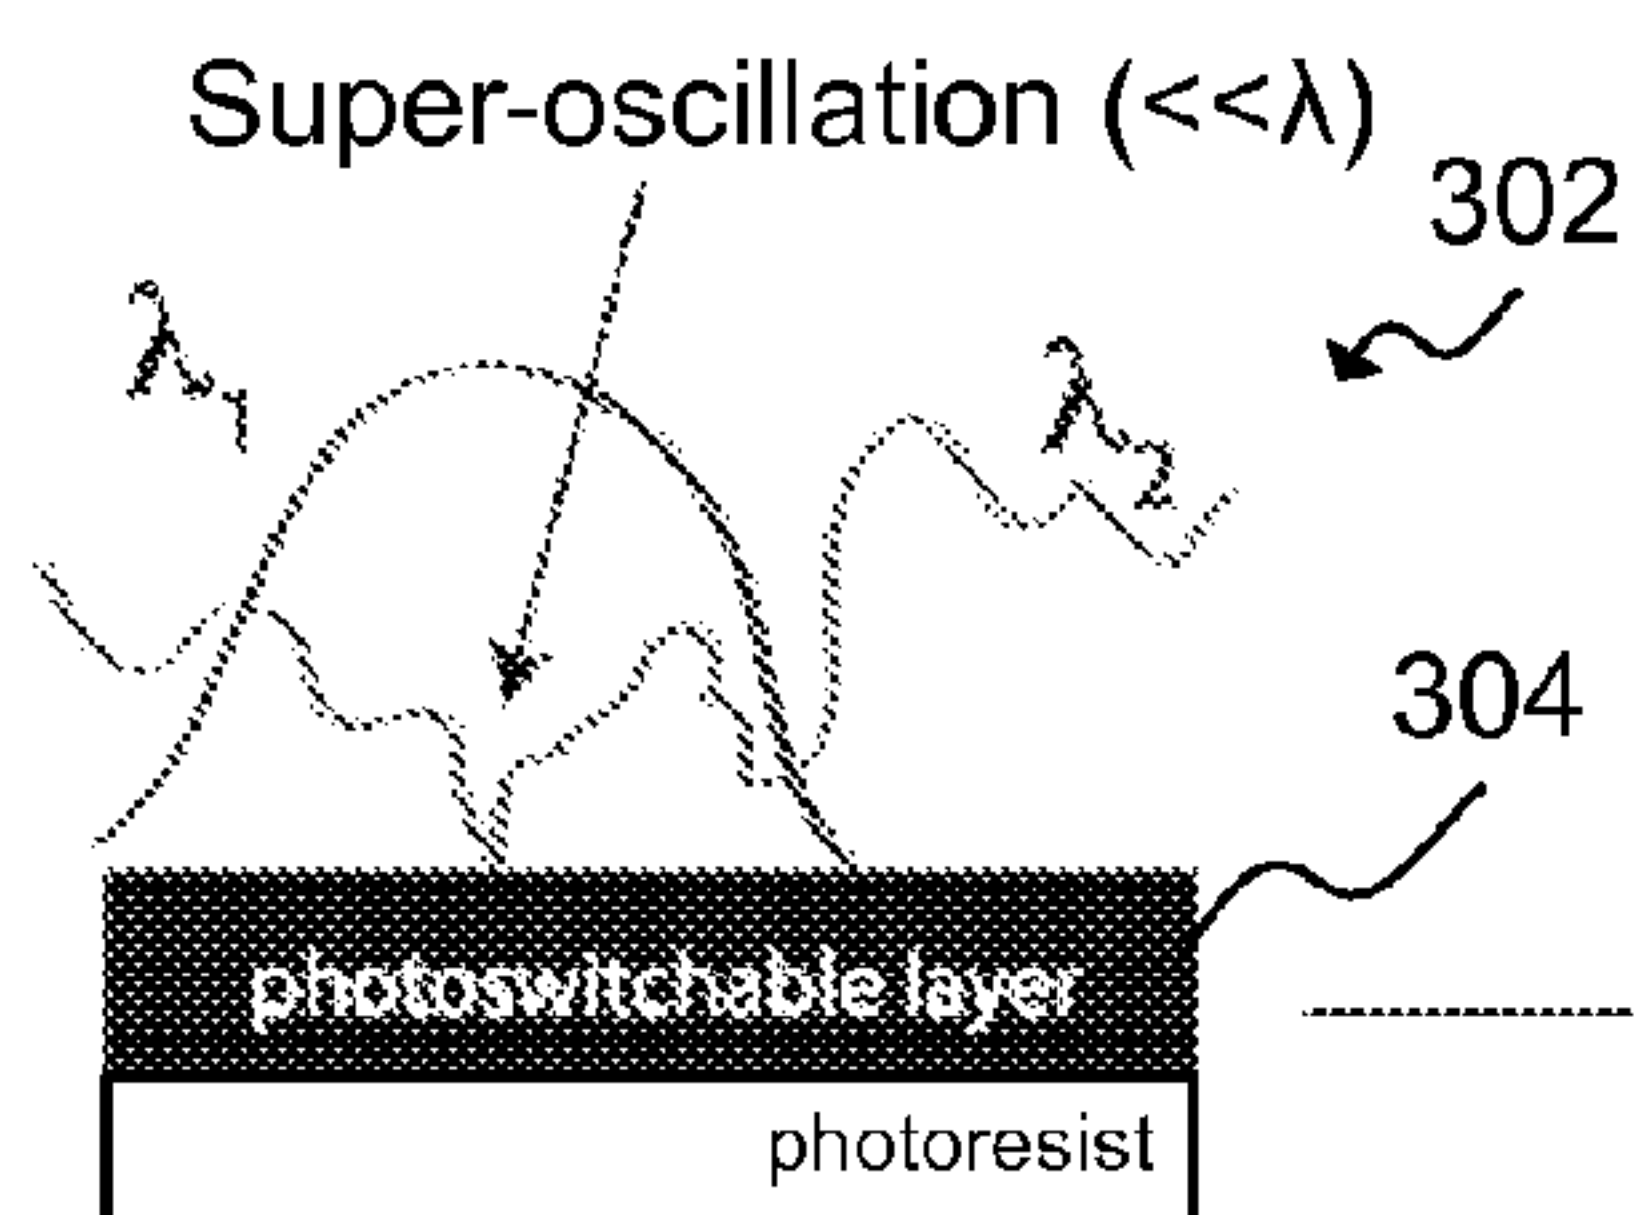 Super-oscillation (<<λ)
302
λ1
λ2
304
photoswitchable layer
photoresist